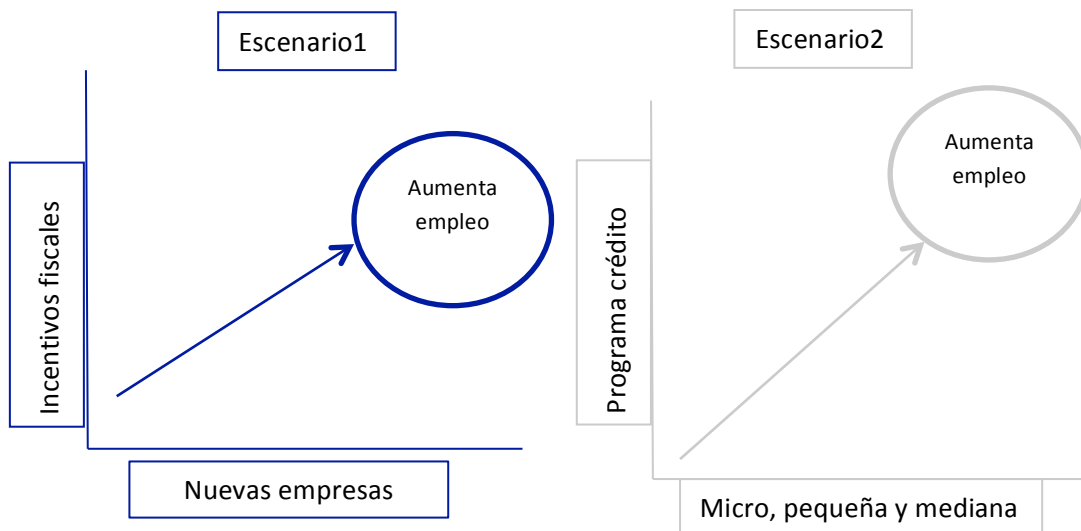 Escenario1
Incentivos fiscales
Aumenta
empleo
Nuevas empresas
Escenario2
Programa crédito
Aumenta
empleo
Micro, pequeña y mediana